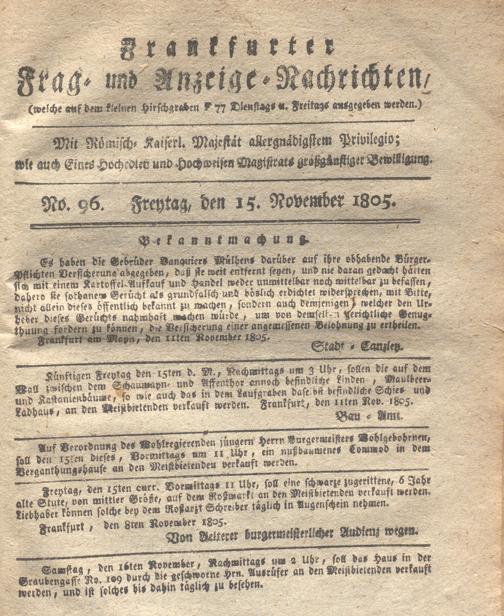 Frankfurter
Frag- und Anzeige-Nachrichten,
(welche auf dem kleinen Hirschgraben F 77 Dienstags u. Freitags ausgegeben werden.)
Mit Römisch-Kaiserl. Majestät allergnädigstem Privilegio;
wie auch Eines Hochedlen und Hochweisen Magistrats großgünstiger Bewilligung.
No. 96. Freytag, den 15. November 1805.
Bekanntmachung.
Es haben die Gebrüder Banquiers Mülhens darüber auf ihre obhabende Bürger-
Pflichten Versicherung abgegeben, daß sie weit entfernt seyen, und nie daran gedacht hätten
sich mit einem Kartoffel-Aufkauf und Handel weder unmittelbar noch mittelbar zu befassen,
dahero sie sothanem Gerücht als grundfalsch und böslich erdichtet widersprechen, mit Bitte,
nicht allein dieses öffentlich bekannt zu machen, sondern auch demjenigen, welcher den Ur-
heber dieses Gerüchts nahmhaft machen würde, um von demselben gerichtliche Genug-
thuung fordern zu können, die Versicherung einer angemessenen Belohnung zu ertheilen.
Frankfurt am Mayn, den 11ten November 1805.
Stadt-Canzley.
Künftigen Freytag den 15ten d. M., Nachmittags um 3 Uhr, sollen die auf dem
Wall zwischen dem Schaumayn- und Affenthor annoch befindliche Linden, Maulbeer-
und Kastanienbäume, so wie auch das in dem Laufgraben daselbst befindliche Schieß- und
Ladhaus, an den Meistbietenden verkauft werden. Frankfurt, den 11ten Nov. 1805.
Bau-Amt.
Auf Verordnung des Wohlregierenden jüngern Herrn Burgermeisters Wohlgebohrnen,
soll den 15ten dieses, Vormittags um 11 Uhr, ein nußbaumenes Commod in dem
Verganthungshause an den Meistbietenden verkauft werden.
Freytag, den 15ten curr. Vormittags 11 Uhr, soll eine schwarze zugerittene, 6 Jahr
alte Stute, von mittler Größe, auf dem Roßmarkt an den Meistbietenden verkauft werden.
Liebhaber können solche bey dem Roßarzt Schreiber täglich in Augenschein nehmen.
Frankfurt, den 8ten November 1805.
Von Aelterer burgermeisterlicher Audienz wegen.
Samstag, den 16ten November, Nachmittags um 2 Uhr, soll das Haus in der
Graubengasse No. 109 durch die geschworne Hrn. Ausrüfer an den Meistbietenden verkauft
werden, und ist solches bis dahin täglich zu besehen.